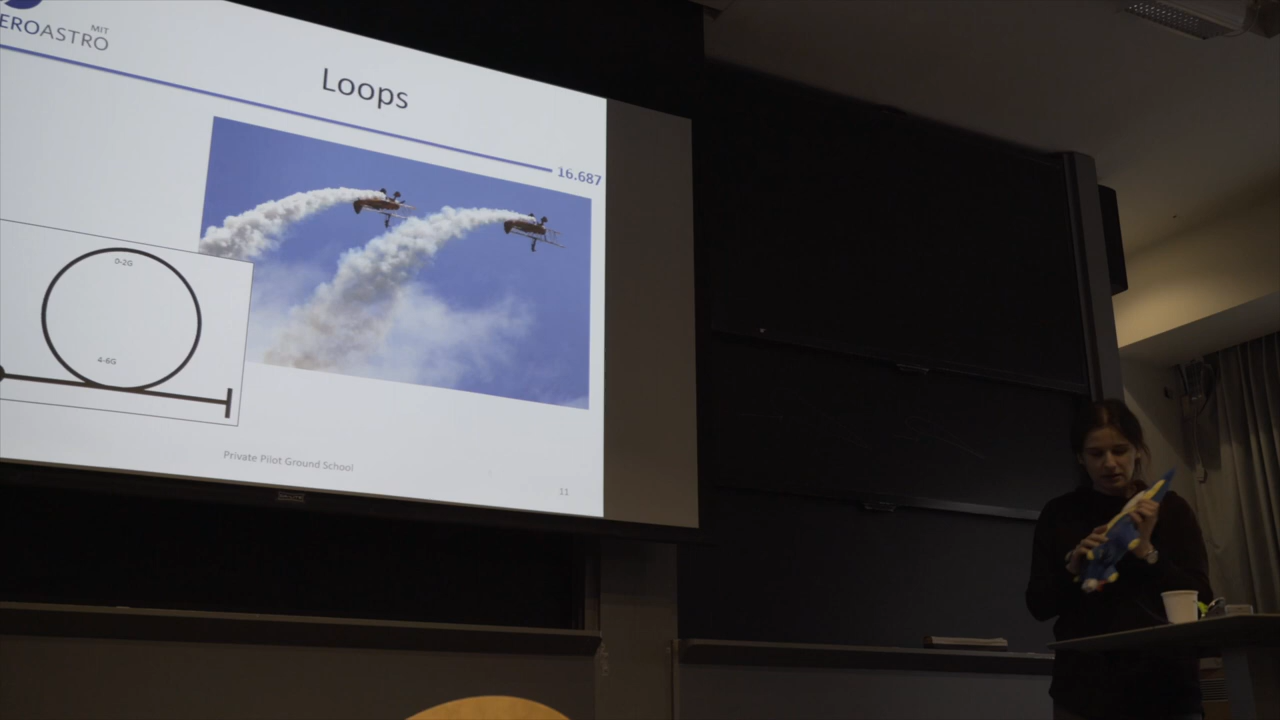 MIT
EROASTRO
Loops
16.687
0-2G
4-6G
Private Pilot Ground School
11